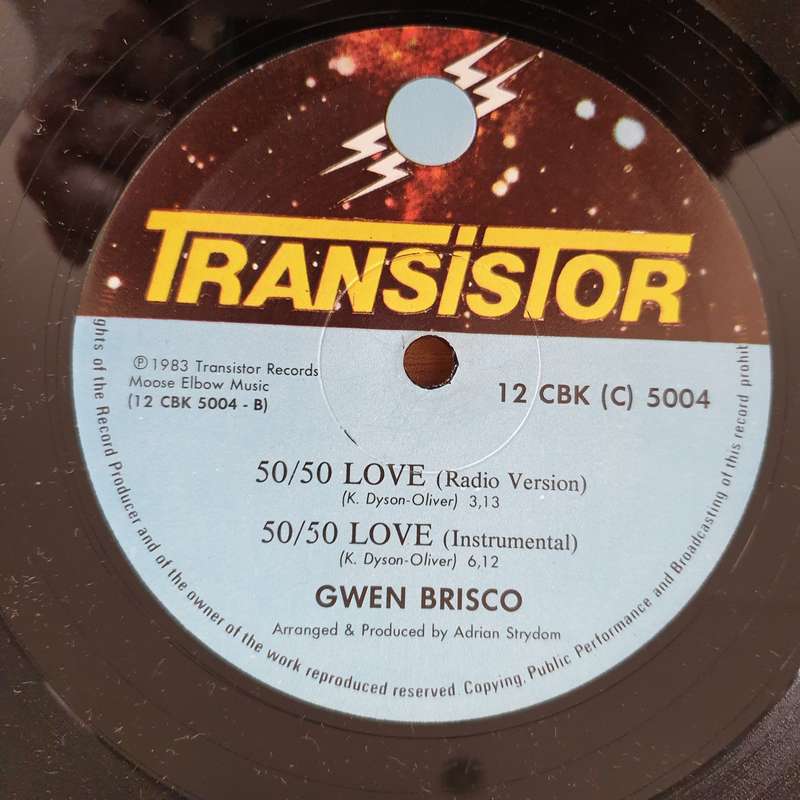 TRANSiSTOR
℗ 1983 Transistor Records
Moose Elbow Music
(12 CBK 5004 - B)
12 CBK (C) 5004
50/50 LOVE (Radio Version)
(K. Dyson-Oliver) 3,13
50/50 LOVE (Instrumental)
(K. Dyson-Oliver) 6,12
GWEN BRISCO
Arranged & Produced by Adrian Strydom
ghts of the Record Producer and of the owner of the work reproduced reserved. Copying, Public Performance and Broadcasting of this record prohib